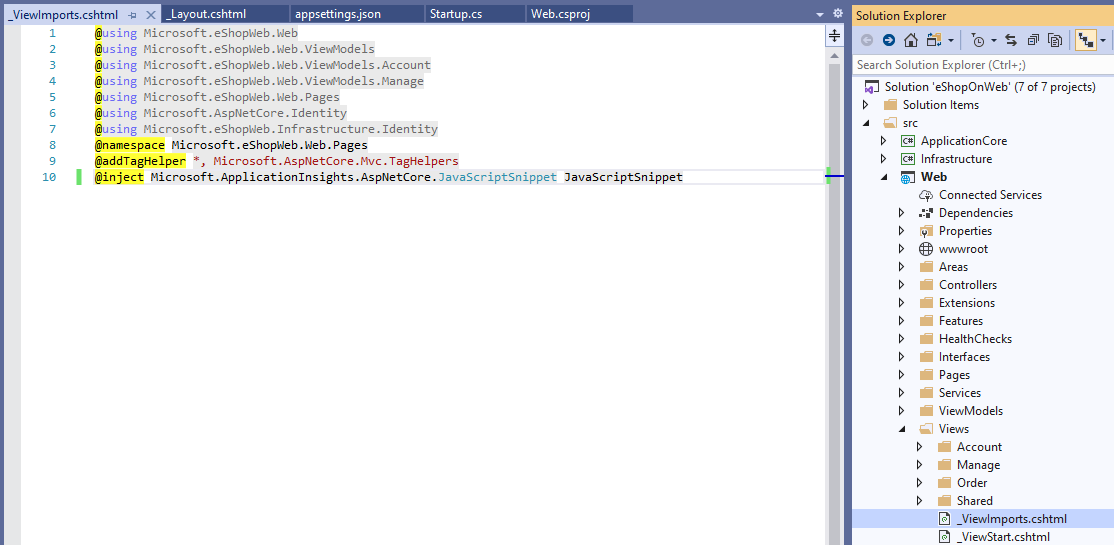 _ViewImports.cshtml
_Layout.cshtml
appsettings.json
Startup.cs
Web.csproj
1 @using Microsoft.eShopWeb.Web
2 @using Microsoft.eShopWeb.Web.ViewModels
3 @using Microsoft.eShopWeb.Web.ViewModels.Account
4 @using Microsoft.eShopWeb.Web.ViewModels.Manage
5 @using Microsoft.eShopWeb.Web.Pages
6 @using Microsoft.AspNetCore.Identity
7 @using Microsoft.eShopWeb.Infrastructure.Identity
8 @namespace Microsoft.eShopWeb.Web.Pages
9 @addTagHelper *, Microsoft.AspNetCore.Mvc.TagHelpers
10 @inject Microsoft.ApplicationInsights.AspNetCore.JavaScriptSnippet JavaScriptSnippet
Solution Explorer
Search Solution Explorer (Ctrl+;)
Solution 'eShopOnWeb' (7 of 7 projects)
Solution Items
src
C# ApplicationCore
C# Infrastructure
Web
Connected Services
Dependencies
Properties
wwwroot
Areas
Controllers
Extensions
Features
HealthChecks
Interfaces
Pages
Services
ViewModels
Views
Account
Manage
Order
Shared
_ViewImports.cshtml
_ViewStart.cshtml